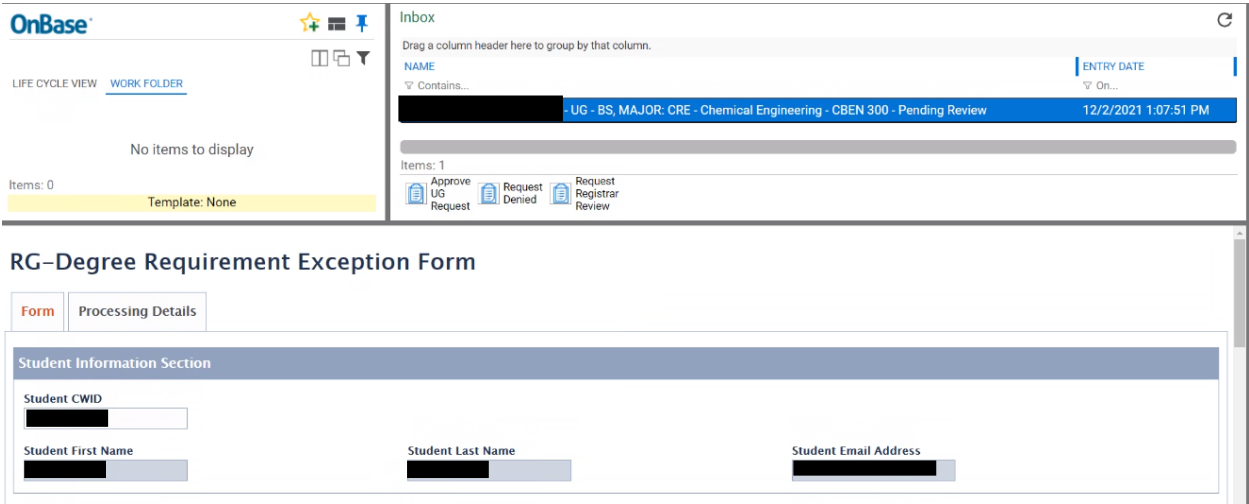 OnBase
LIFE CYCLE VIEW WORK FOLDER
No items to display
Items: 0
Template: None
Inbox
Drag a column header here to group by that column.
NAME ENTRY DATE
Contains... On...
- UG - BS, MAJOR: CRE - Chemical Engineering - CBEN 300 - Pending Review 12/2/2021 1:07:51 PM
Items: 1
Approve UG Request
Request Denied
Request Registrar Review
RG-Degree Requirement Exception Form
Form Processing Details
Student Information Section
Student CWID
Student First Name Student Last Name Student Email Address